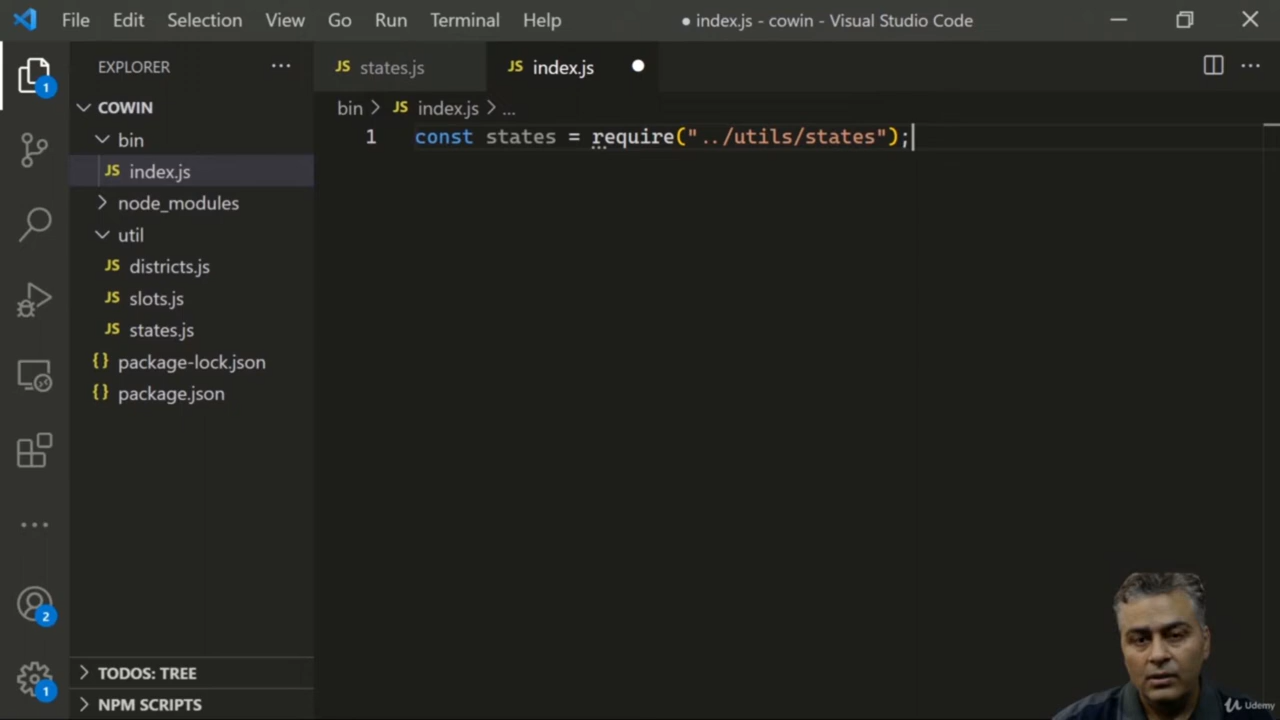 File Edit Selection View Go Run Terminal Help
● index.js - cowin - Visual Studio Code
EXPLORER
JS states.js
JS index.js
COWIN
bin > JS index.js > ...
bin
1 const states = require("../utils/states");
JS index.js
node_modules
util
JS districts.js
JS slots.js
JS states.js
{} package-lock.json
{} package.json
1
2
1
TODOS: TREE
NPM SCRIPTS
Udemy